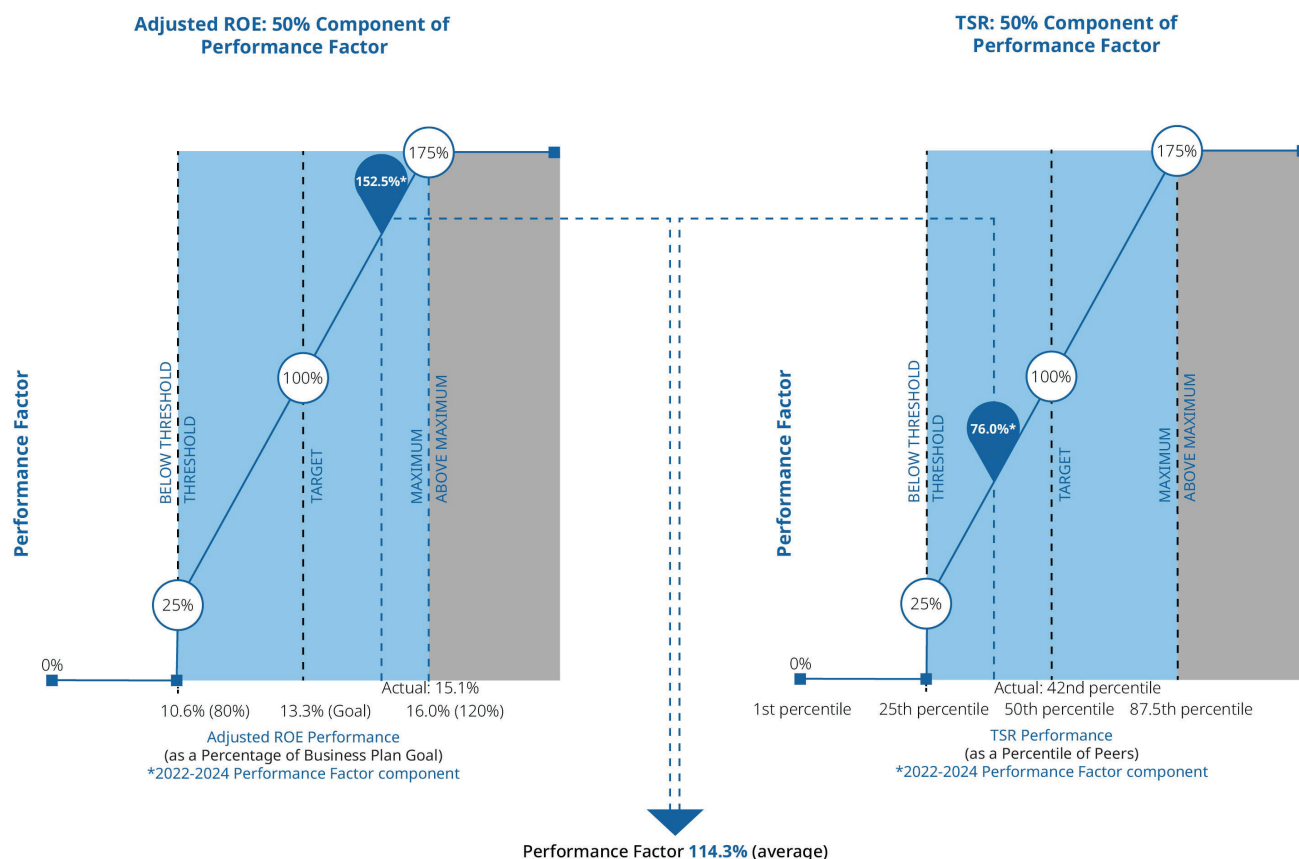 Adjusted ROE: 50% Component of
Performance Factor
175%
152.5%*
100%
25%
0%
Performance Factor
BELOW THRESHOLD
THRESHOLD
TARGET
MAXIMUM
ABOVE MAXIMUM
Actual: 15.1%
10.6% (80%) 13.3% (Goal) 16.0% (120%)
Adjusted ROE Performance
(as a Percentage of Business Plan Goal)
*2022-2024 Performance Factor component
TSR: 50% Component of
Performance Factor
175%
100%
76.0%*
25%
0%
Performance Factor
BELOW THRESHOLD
THRESHOLD
TARGET
MAXIMUM
ABOVE MAXIMUM
Actual: 42nd percentile
1st percentile 25th percentile 50th percentile 87.5th percentile
TSR Performance
(as a Percentile of Peers)
*2022-2024 Performance Factor component
Performance Factor 114.3% (average)